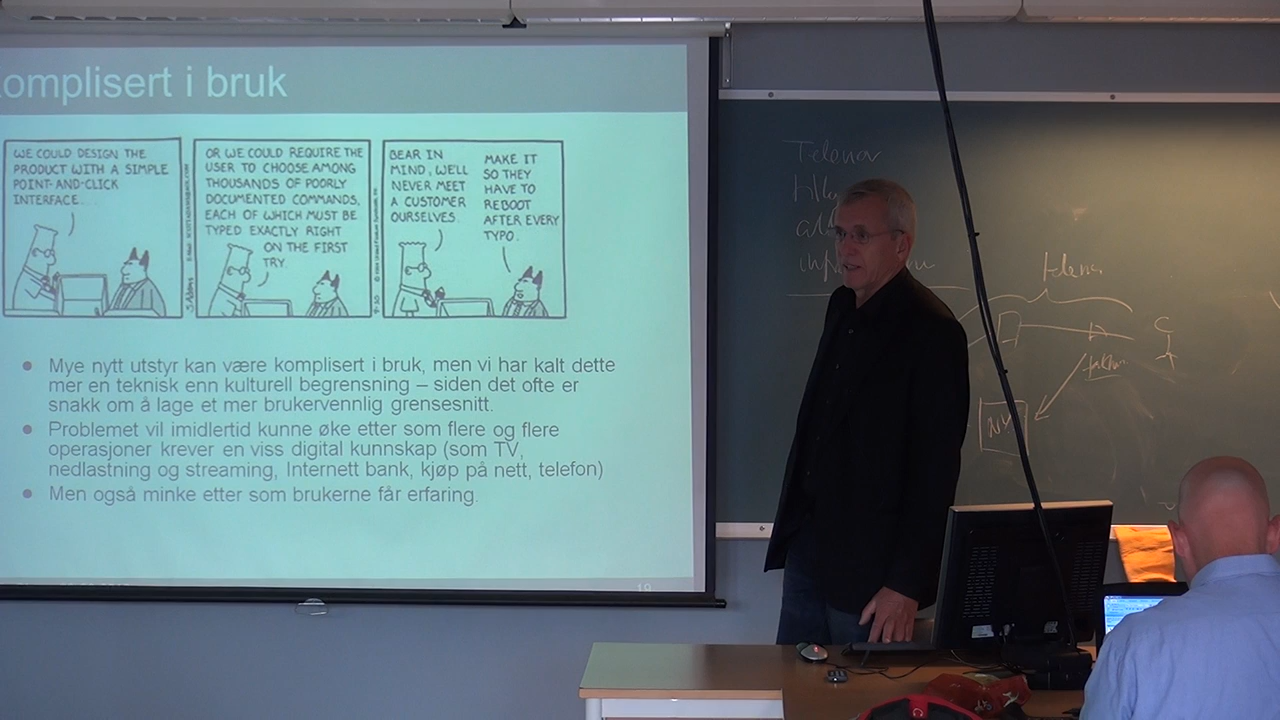 omplisert i bruk
WE COULD DESIGN THE
PRODUCT WITH A SIMPLE
POINT-AND-CLICK
INTERFACE....
OR WE COULD REQUIRE THE
USER TO CHOOSE AMONG
THOUSANDS OF POORLY
DOCUMENTED COMMANDS,
EACH OF WHICH MUST BE
TYPED EXACTLY RIGHT
ON THE FIRST
TRY.
BEAR IN
MIND, WE'LL
NEVER MEET
A CUSTOMER
OURSELVES.
MAKE IT
SO THEY
HAVE TO
REBOOT
AFTER EVERY
TYPO.
Mye nytt utstyr kan være komplisert i bruk, men vi har kalt dette
mer en teknisk enn kulturell begrensning – siden det ofte er
snakk om å lage et mer brukervennlig grensesnitt.
Problemet vil imidlertid kunne øke etter som flere og flere
operasjoner krever en viss digital kunnskap (som TV,
nedlastning og streaming, Internett bank, kjøp på nett, telefon)
Men også minke etter som brukerne får erfaring.
19
Telenor
telenor
C